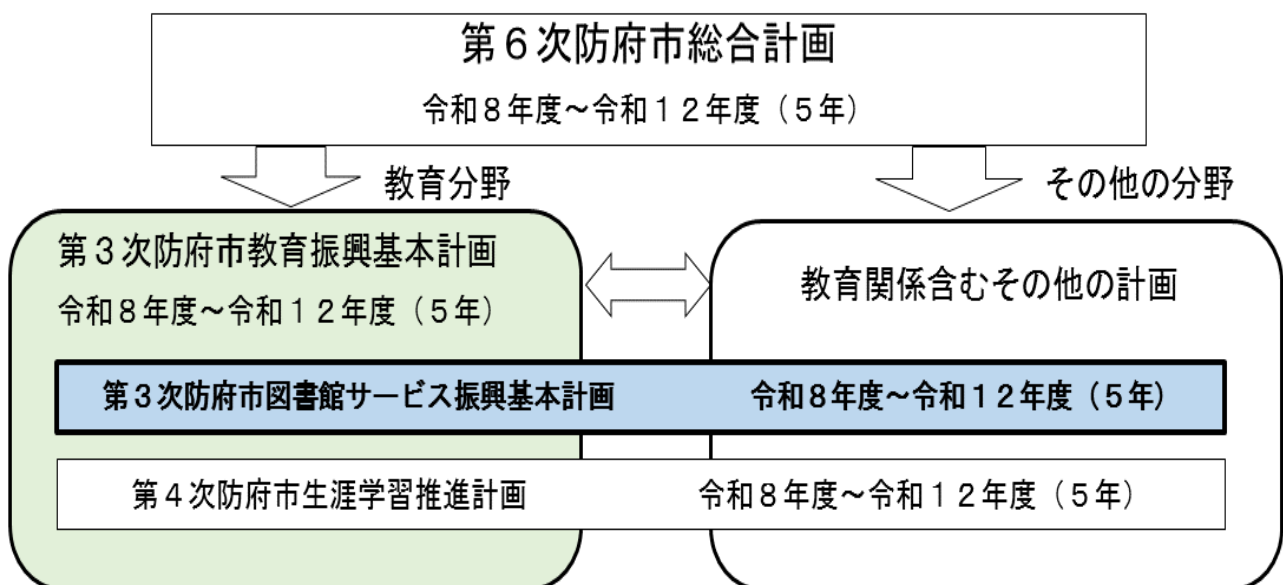 第６次防府市総合計画
令和８年度～令和１２年度（５年）
教育分野
その他の分野
第３次防府市教育振興基本計画
令和８年度～令和１２年度（５年）
教育関係含むその他の計画
第３次防府市図書館サービス振興基本計画　　令和８年度～令和１２年度（５年）
第４次防府市生涯学習推進計画　　令和８年度～令和１２年度（５年）